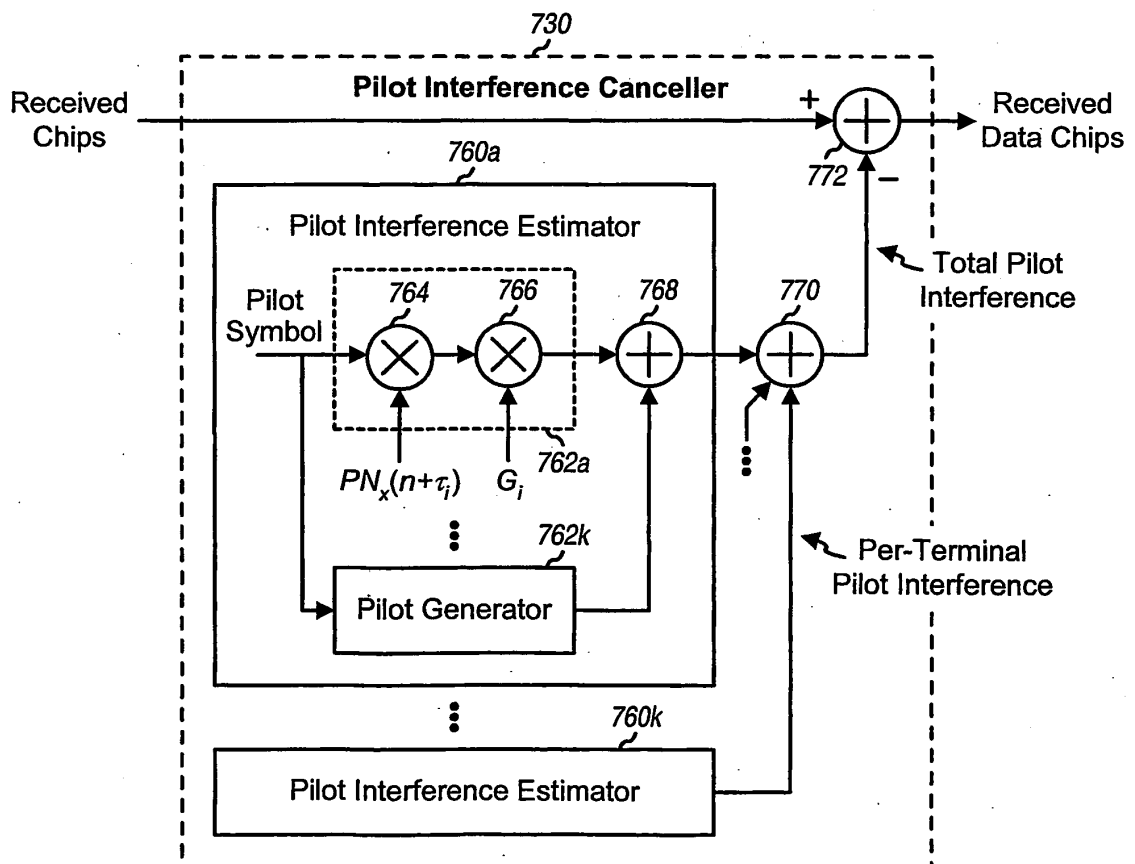 730
Pilot Interference Canceller
Received
Chips
+
772
−
Received
Data Chips
760a
Pilot Interference Estimator
Total Pilot
Interference
Pilot
Symbol
764
766
768
770
762a
PNx(n+τi)
Gi
762k
Pilot Generator
Per-Terminal
Pilot Interference
760k
Pilot Interference Estimator